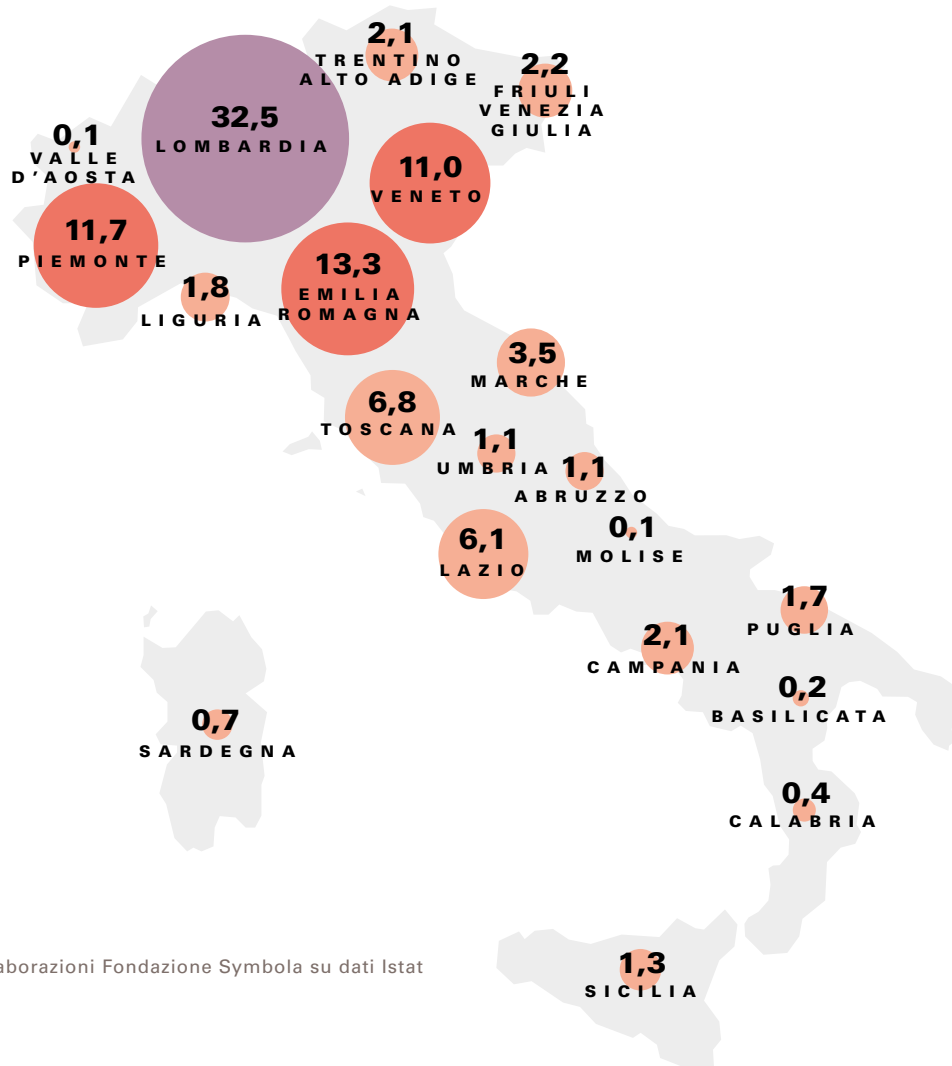 2,1
TRENTINO
ALTO ADIGE
2,2
FRIULI
VENEZIA
GIULIA
32,5
LOMBARDIA
0,1
VALLE
D'AOSTA
11,0
VENETO
11,7
PIEMONTE
13,3
EMILIA
ROMAGNA
1,8
LIGURIA
3,5
MARCHE
6,8
TOSCANA
1,1
UMBRIA
1,1
ABRUZZO
0,1
MOLISE
6,1
LAZIO
1,7
PUGLIA
2,1
CAMPANIA
0,2
BASILICATA
0,7
SARDEGNA
0,4
CALABRIA
aborazioni Fondazione Symbola su dati Istat
1,3
SICILIA